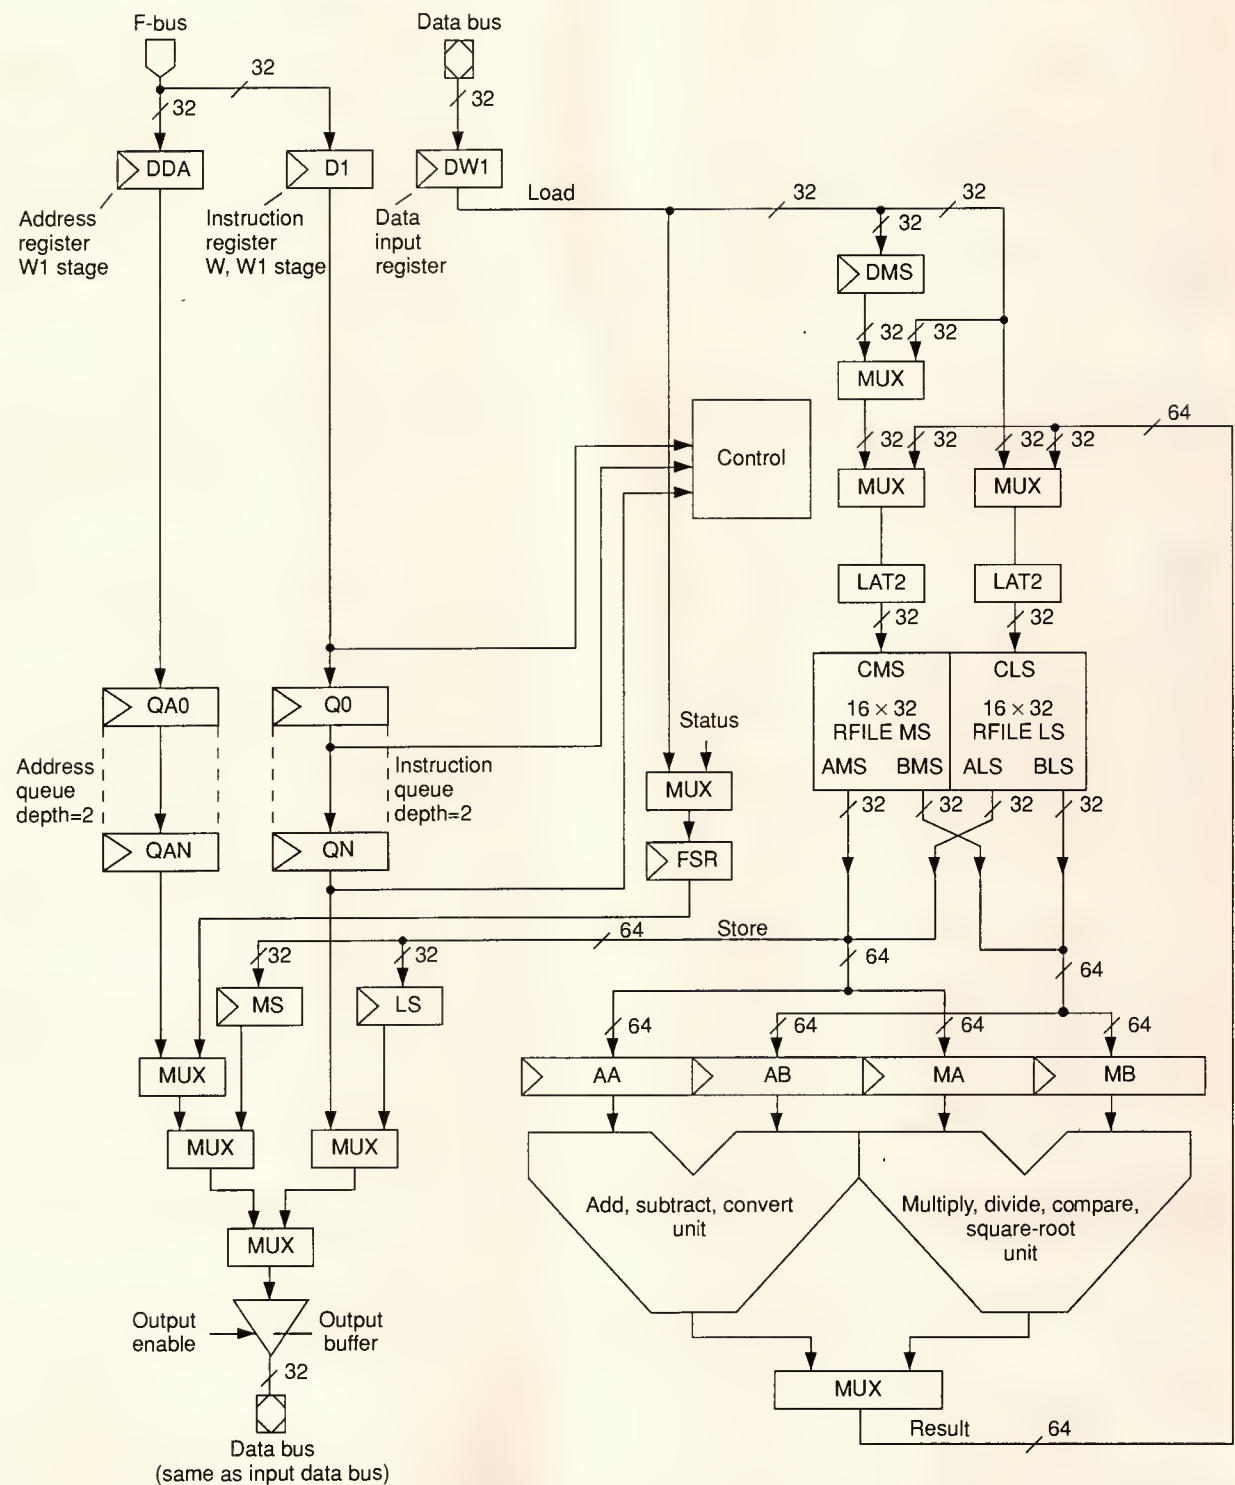 F-bus
Data bus
32
32
32
DDA
D1
DW1
Load
32
32
32
Address
register
W1 stage
Instruction
register
W, W1 stage
Data
input
register
DMS
32
32
MUX
64
32
32
32
32
Control
MUX
MUX
LAT2
LAT2
32
32
CMS
CLS
16 × 32
RFILE MS
16 × 32
RFILE LS
AMS
BMS
ALS
BLS
QA0
Q0
Status
Address
queue
depth=2
Instruction
queue
depth=2
MUX
32
32
32
32
QAN
QN
FSR
64
Store
32
32
64
64
MS
LS
64
64
64
64
MUX
AA
AB
MA
MB
MUX
MUX
Add, subtract, convert
unit
Multiply, divide, compare,
square-root
unit
MUX
Output
enable
Output
buffer
32
MUX
Result
64
Data bus
(same as input data bus)